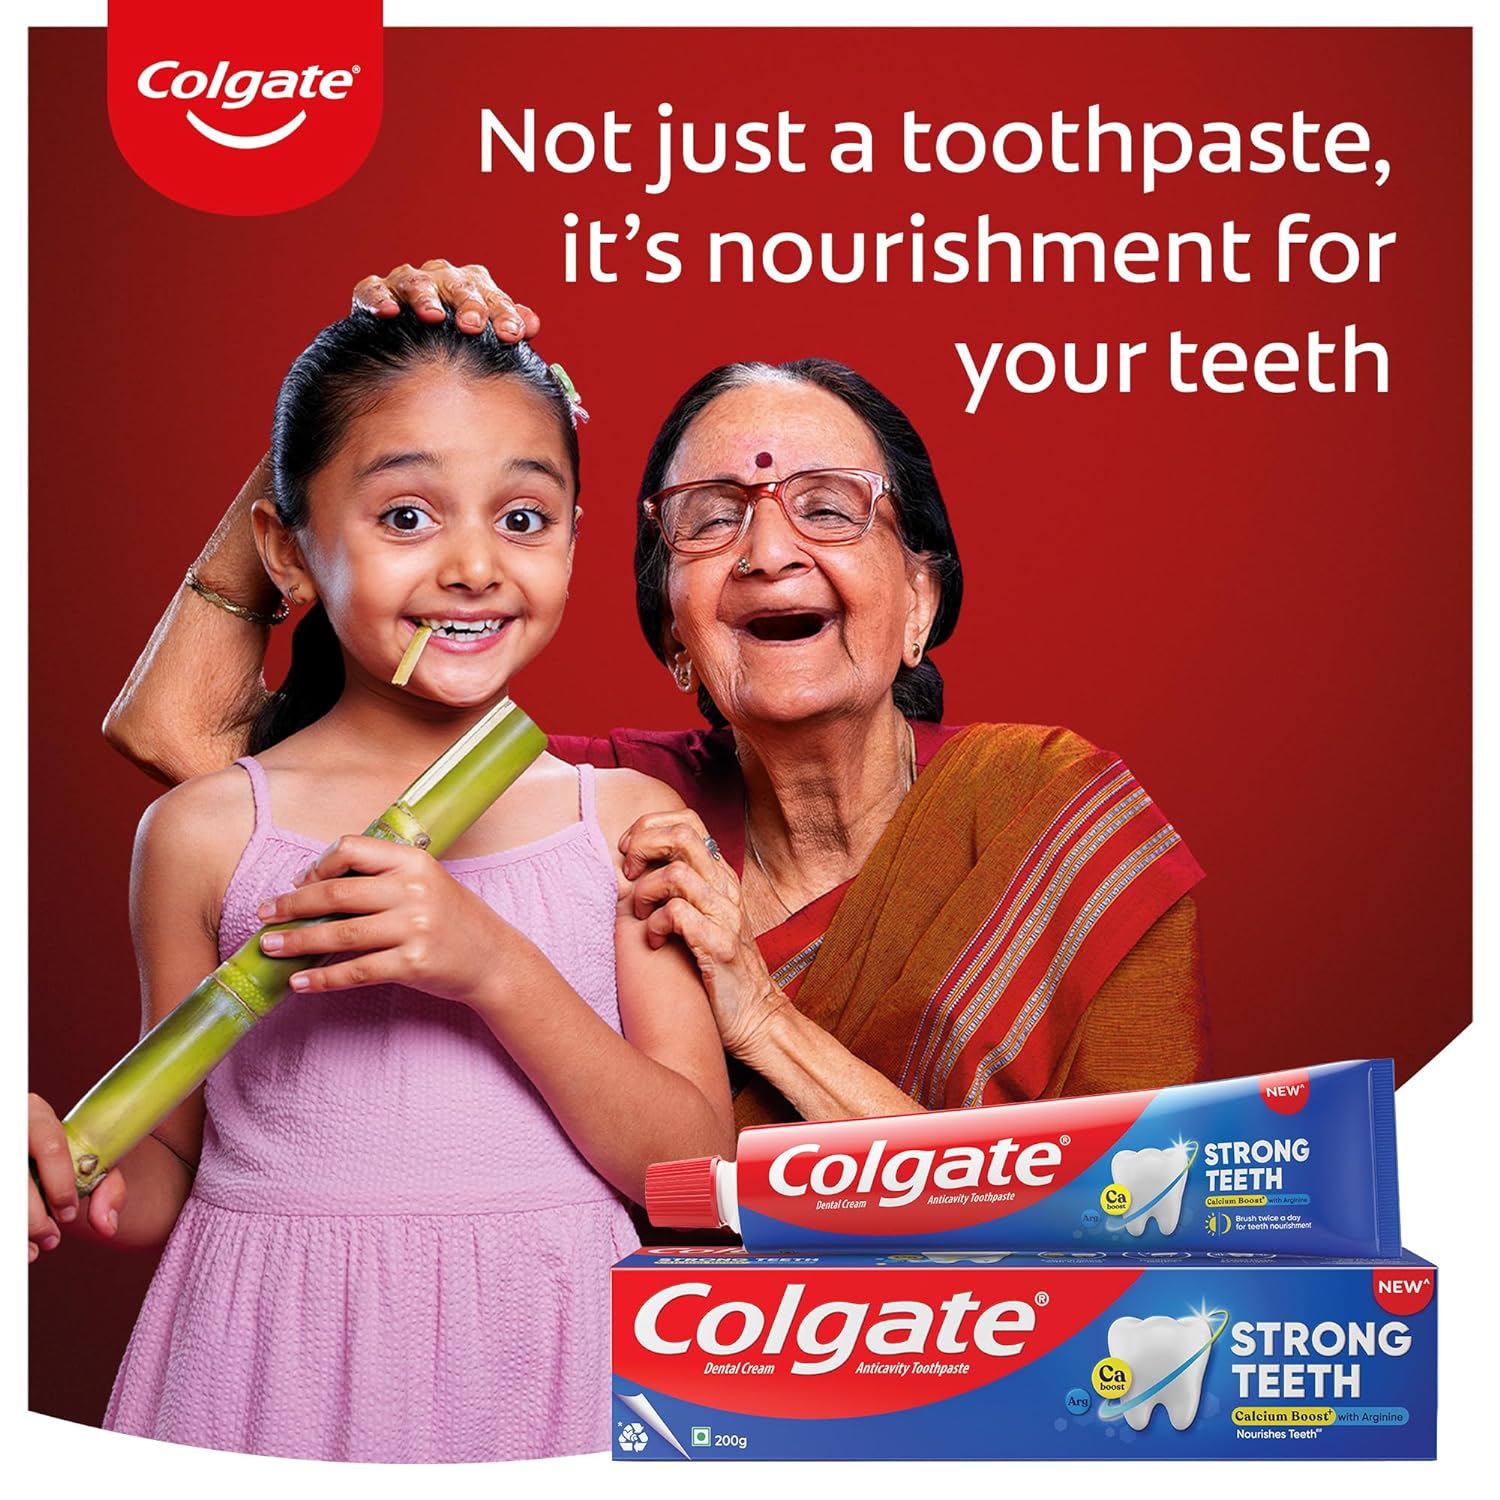 Colgate®
Not just a toothpaste,
it's nourishment for
your teeth
NEW^
Colgate®
Dental Cream
Anticavity Toothpaste
STRONG
TEETH
Ca
boost
Arg
Calcium Boost† with Arginine
Brush twice a day
for teeth nourishment
STRONG TEETH
NEW^
Colgate®
Dental Cream
Anticavity Toothpaste
STRONG
TEETH
Ca
boost
Arg
Calcium Boost† with Arginine
Nourishes Teeth##
200g